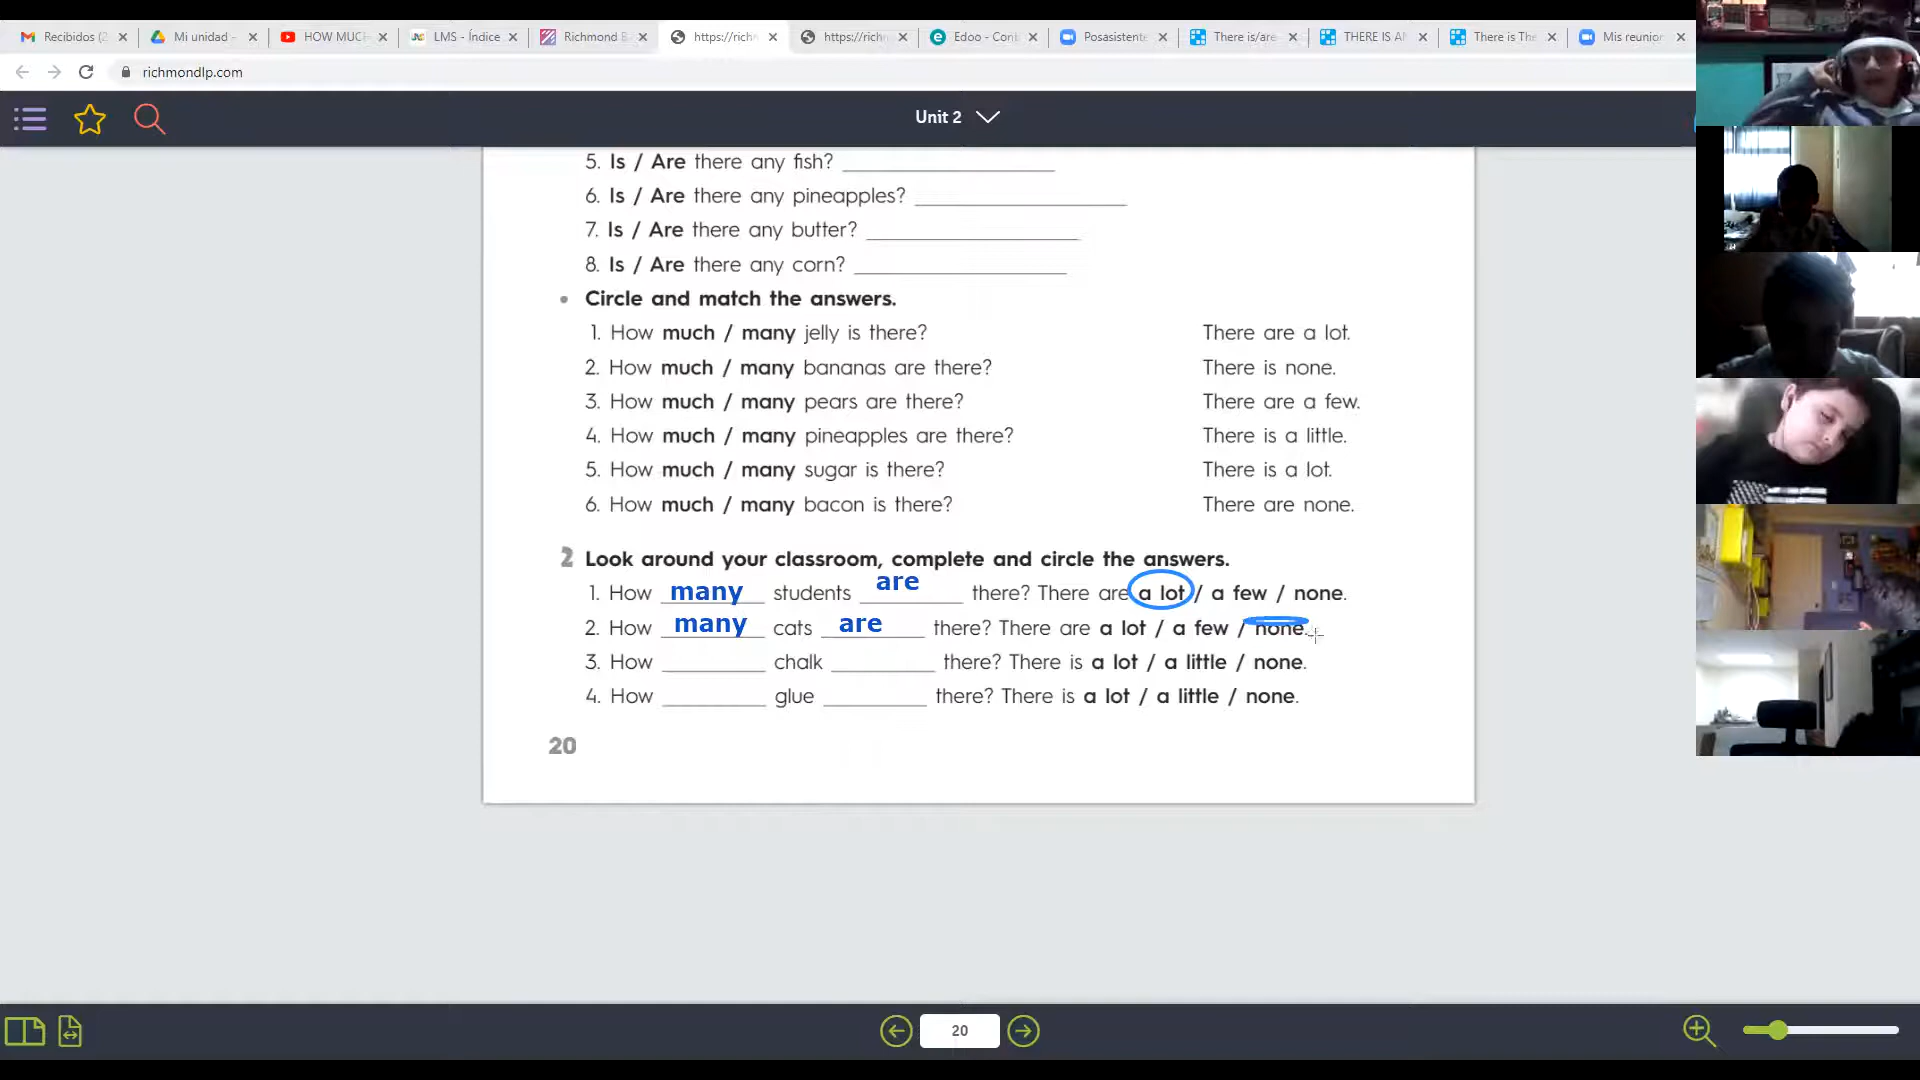 Recibidos (2
Mi unidad -
HOW MUCH
LMS - Índice
Richmond
https://rich
https://rich
Edoo - Con
Posasistente
There is/are
THERE IS A
There is The
Mis reunio
richmondlp.com
Unit 2
5. Is / Are there any fish?
6. Is / Are there any pineapples?
7. Is / Are there any butter?
8. Is / Are there any corn?
• Circle and match the answers.
1. How much / many jelly is there? There are a lot.
2. How much / many bananas are there? There is none.
3. How much / many pears are there? There are a few.
4. How much / many pineapples are there? There is a little.
5. How much / many sugar is there? There is a lot.
6. How much / many bacon is there? There are none.
2 Look around your classroom, complete and circle the answers.
1. How many students are there? There are a lot / a few / none.
2. How many cats are there? There are a lot / a few / none.
3. How chalk there? There is a lot / a little / none.
4. How glue there? There is a lot / a little / none.
20
20